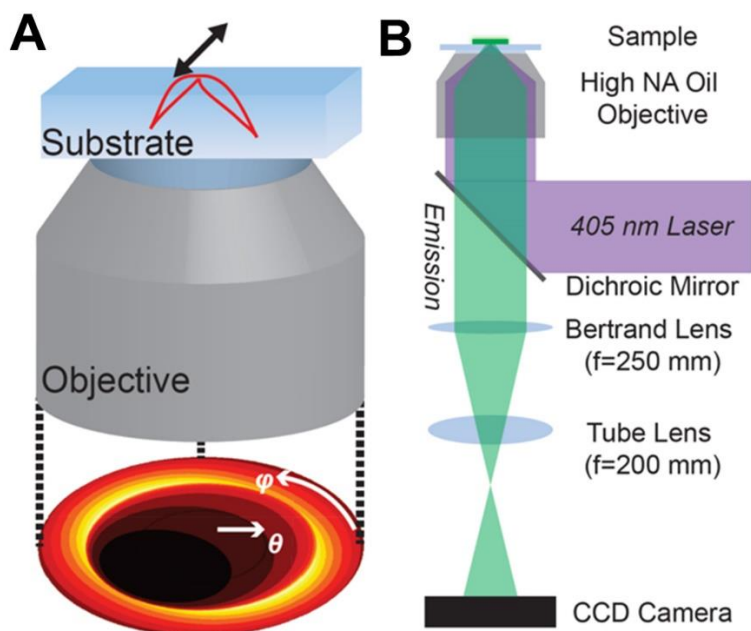 A
Substrate
Objective
φ
θ
B
Sample
High NA Oil
Objective
405 nm Laser
Emission
Dichroic Mirror
Bertrand Lens
(f=250 mm)
Tube Lens
(f=200 mm)
CCD Camera